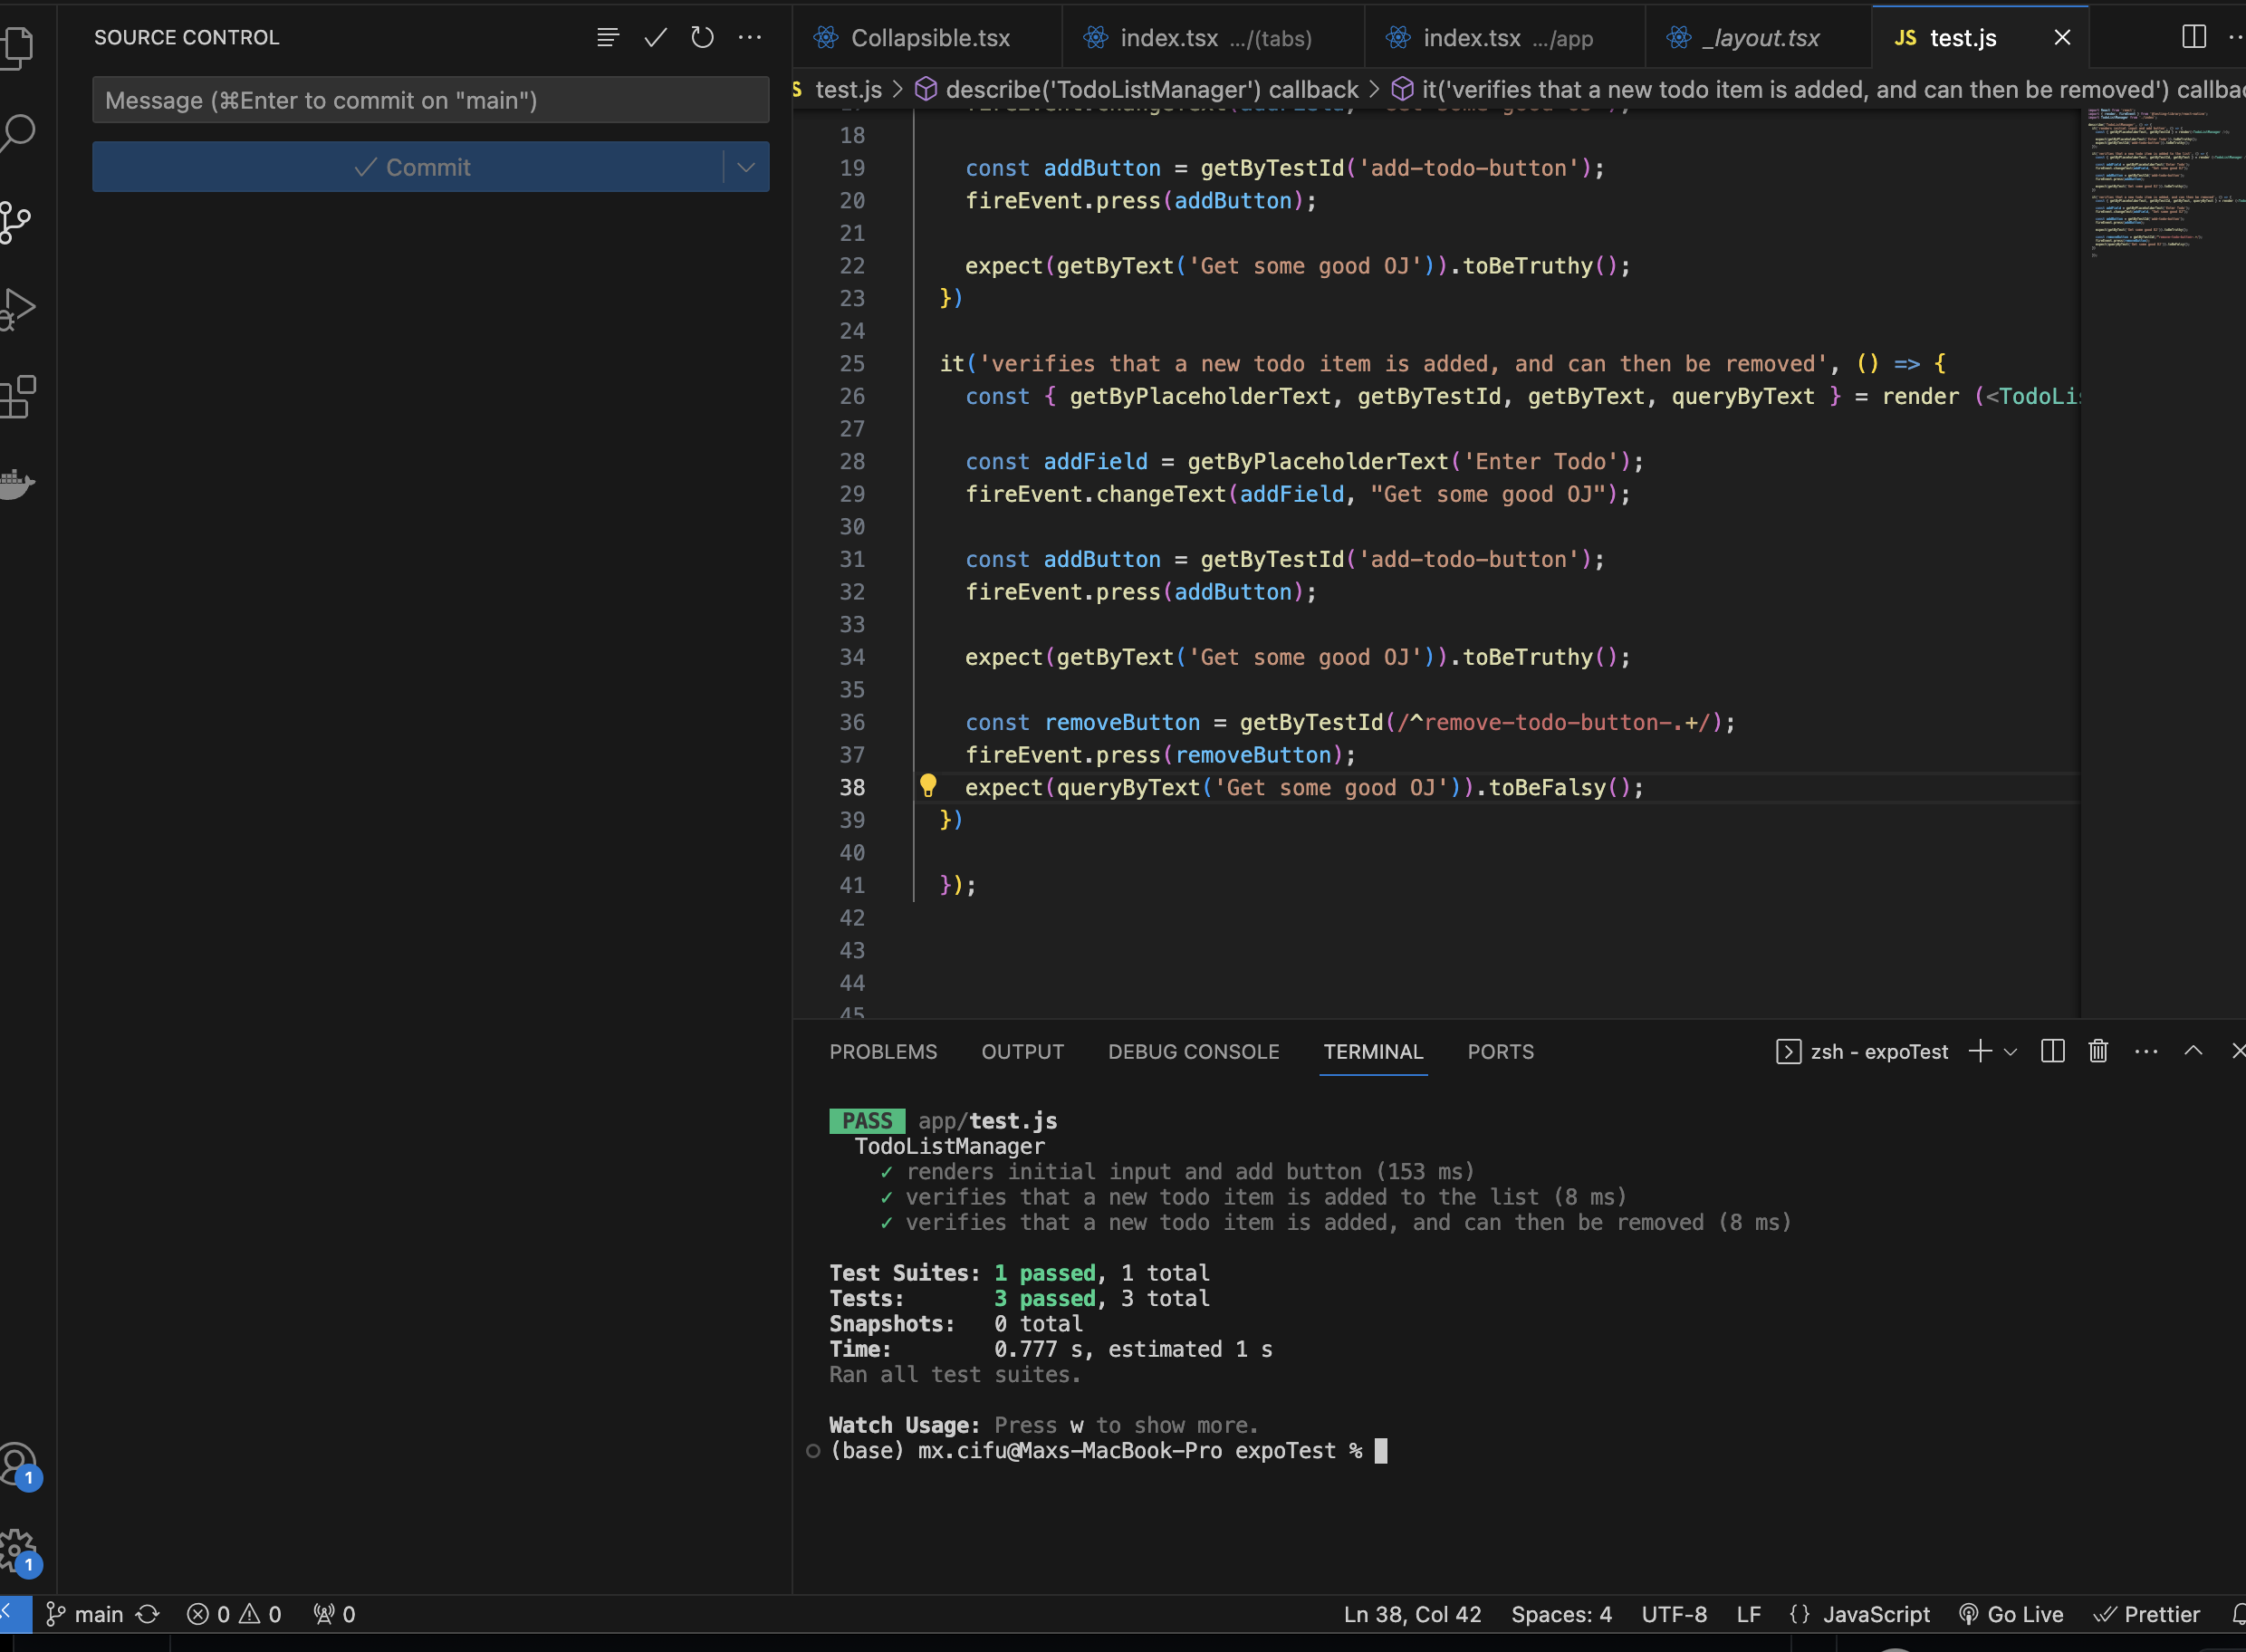 SOURCE CONTROL
Message (⌘Enter to commit on "main")
Commit
Collapsible.tsx
index.tsx .../(tabs)
index.tsx .../app
_layout.tsx
JS test.js
test.js > describe('TodoListManager') callback > it('verifies that a new todo item is added, and can then be removed') callba
18
19 const addButton = getByTestId('add-todo-button');
20 fireEvent.press(addButton);
21
22 expect(getByText('Get some good OJ')).toBeTruthy();
23 })
24
25 it('verifies that a new todo item is added, and can then be removed', () => {
26 const { getByPlaceholderText, getByTestId, getByText, queryByText } = render (<TodoLis
27
28 const addField = getByPlaceholderText('Enter Todo');
29 fireEvent.changeText(addField, "Get some good OJ");
30
31 const addButton = getByTestId('add-todo-button');
32 fireEvent.press(addButton);
33
34 expect(getByText('Get some good OJ')).toBeTruthy();
35
36 const removeButton = getByTestId(/^remove-todo-button-.+/);
37 fireEvent.press(removeButton);
38 expect(queryByText('Get some good OJ')).toBeFalsy();
39 })
40
41 });
42
43
44
45
PROBLEMS OUTPUT DEBUG CONSOLE TERMINAL PORTS
zsh - expoTest
PASS app/test.js
TodoListManager
✓ renders initial input and add button (153 ms)
✓ verifies that a new todo item is added to the list (8 ms)
✓ verifies that a new todo item is added, and can then be removed (8 ms)
Test Suites: 1 passed, 1 total
Tests: 3 passed, 3 total
Snapshots: 0 total
Time: 0.777 s, estimated 1 s
Ran all test suites.
Watch Usage: Press w to show more.
(base) mx.cifu@Maxs-MacBook-Pro expoTest %
1
1
main 0 0 0
Ln 38, Col 42 Spaces: 4 UTF-8 LF {} JavaScript Go Live Prettier